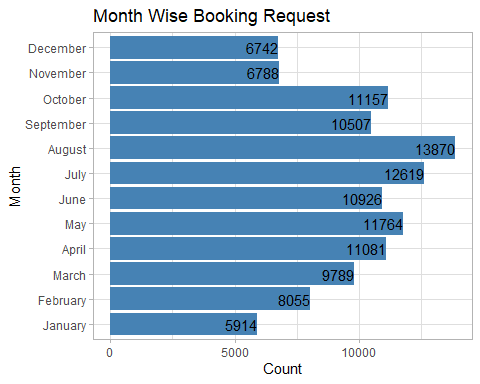 Month Wise Booking Request
December 6742
November 6788
October 11157
September 10507
August 13870
July 12619
June 10926
May 11764
April 11081
March 9789
February 8055
January 5914
Month
0 5000 10000
Count